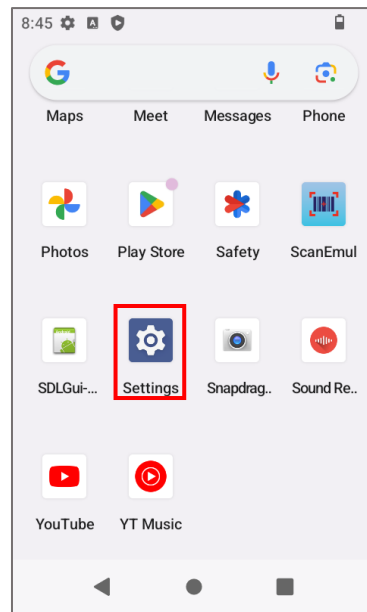 8:45
Maps Meet Messages Phone
Photos Play Store Safety ScanEmul
SDLGui-... Settings Snapdrag.. Sound Re..
YouTube YT Music